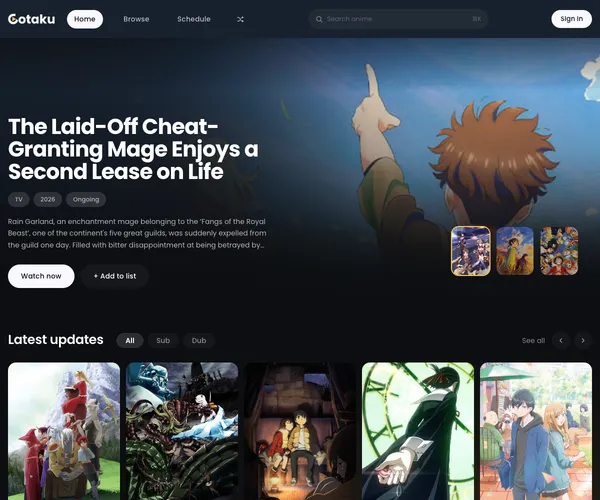 Gotaku
Home
Browse
Schedule
Search anime
⌘K
Sign in
The Laid-Off Cheat-
Granting Mage Enjoys a
Second Lease on Life
TV
2026
Ongoing
Rain Garland, an enchantment mage belonging to the 'Fangs of the Royal
Beast', one of the continent's five great guilds, was suddenly expelled from
the guild one day. Filled with bitter disappointment at being betrayed by…
Watch now
+ Add to list
Latest updates
All
Sub
Dub
See all